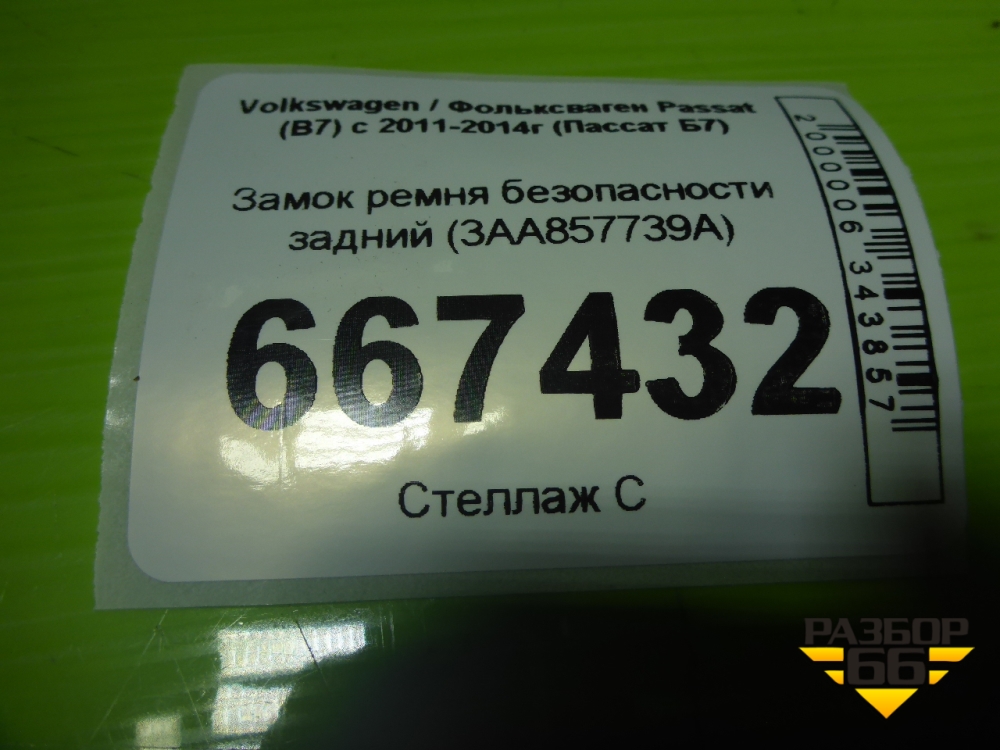 Volkswagen / Фольксваген Passat
(B7) с 2011-2014г (Пассат Б7)
Замок ремня безопасности
задний (3AA857739A)
667432
Стеллаж С
2000006343857
РАЗБОР
66